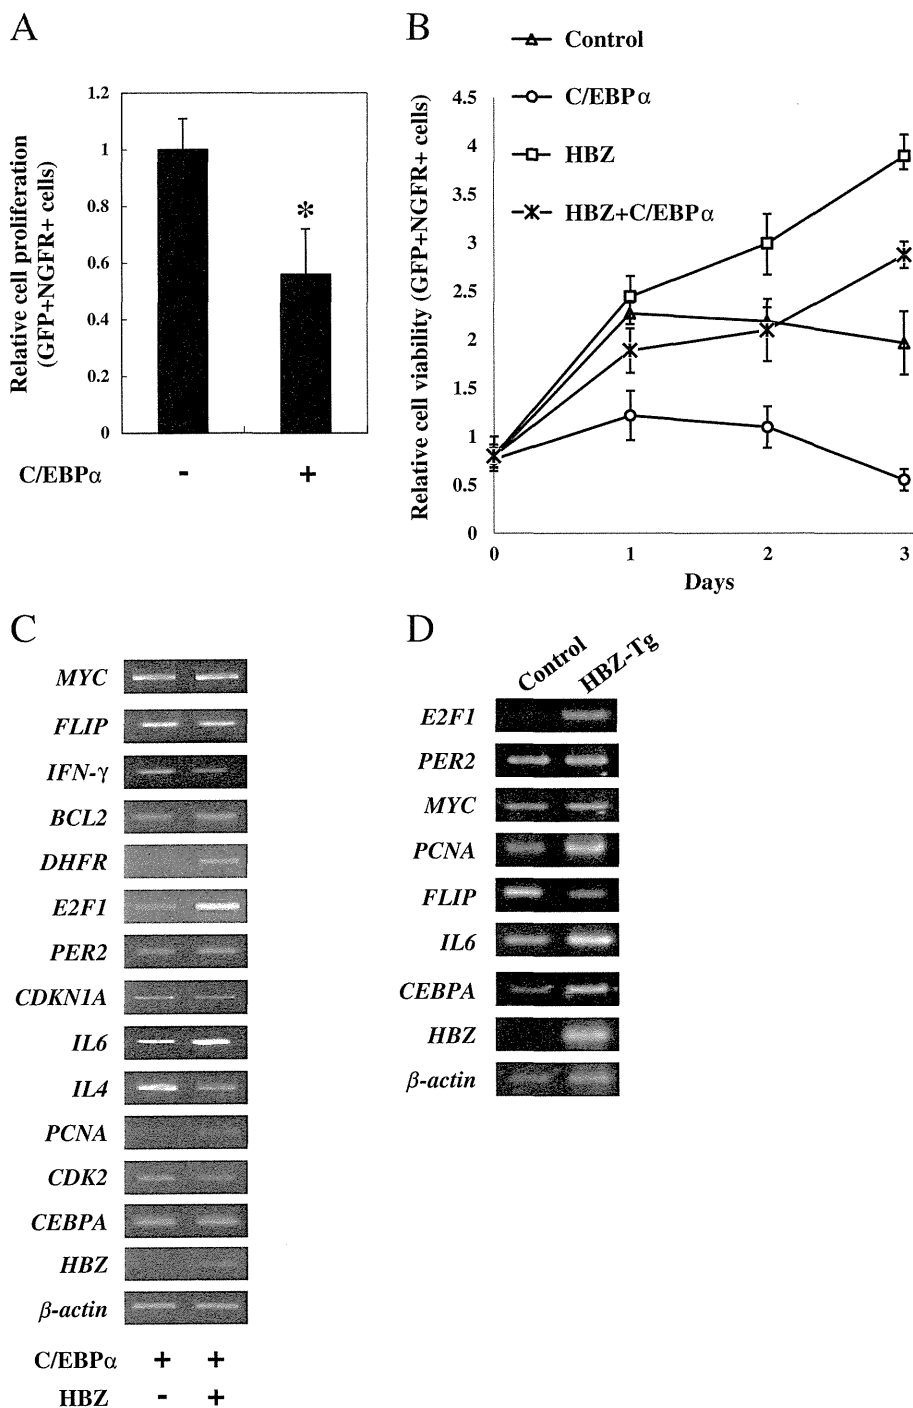 A
Relative cell proliferation
(GFP+NGFR+ cells)
1.2
1
0.8
0.6
0.4
0.2
0
*
C/EBPα - +
B
Control
C/EBPα
HBZ
HBZ+C/EBPα
Relative cell viability (GFP+NGFR+ cells)
4.5
4
3.5
3
2.5
2
1.5
1
0.5
0
0 1 2 3
Days
C
MYC
FLIP
IFN-γ
BCL2
DHFR
E2F1
PER2
CDKN1A
IL6
IL4
PCNA
CDK2
CEBPA
HBZ
β-actin
C/EBPα + +
HBZ - +
D
Control HBZ-Tg
E2F1
PER2
MYC
PCNA
FLIP
IL6
CEBPA
HBZ
β-actin